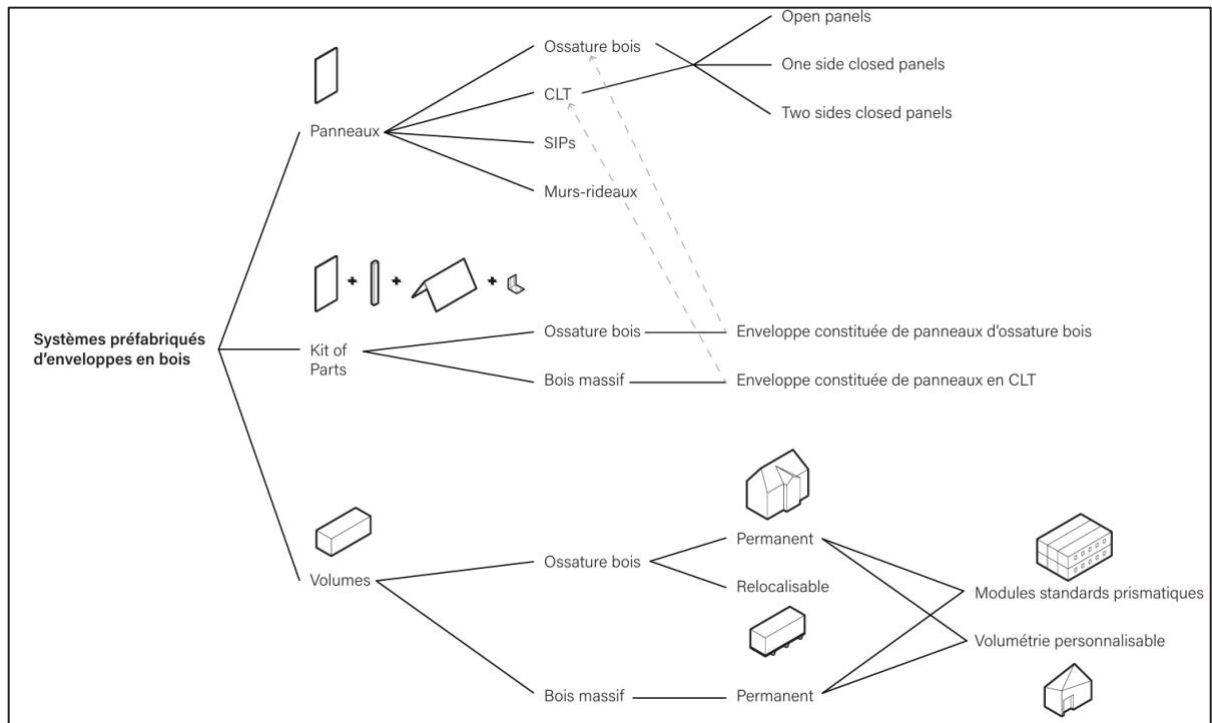 Open panels
Ossature bois
One side closed panels
CLT
Two sides closed panels
Panneaux
SIPs
Murs-rideaux
Systèmes préfabriqués
d'enveloppes en bois
Kit of
Parts
Ossature bois
Enveloppe constituée de panneaux d'ossature bois
Bois massif
Enveloppe constituée de panneaux en CLT
Volumes
Ossature bois
Permanent
Relocalisable
Modules standards prismatiques
Volumétrie personnalisable
Bois massif
Permanent